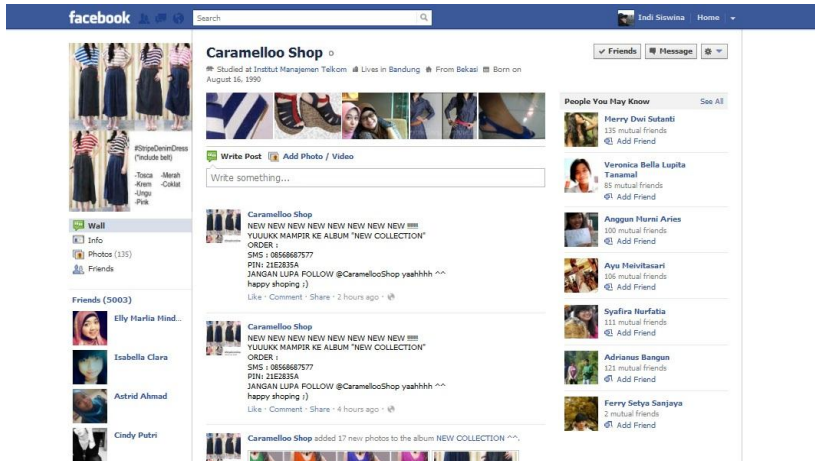 facebook
Search
Indi Siswina
Home
Caramelloo Shop
Friends
Message
Studied at Institut Manajemen Telkom Lives in Bandung From Bekasi Born on
August 16, 1990
#StripeDenimDress
(*include belt)
-Tosca -Merah
-Krem -Coklat
-Ungu
-Pink
Wall
Info
Photos (135)
Friends
Friends (5003)
Elly Marlia Mind...
Isabella Clara
Astrid Ahmad
Cindy Putri
Write Post Add Photo / Video
Write something...
Caramelloo Shop
NEW NEW NEW NEW NEW NEW NEW NEW !!!!!!
YUUUKK MAMPIR KE ALBUM "NEW COLLECTION"
ORDER :
SMS : 08568687577
PIN: 21E2835A
JANGAN LUPA FOLLOW @CaramellooShop yaahhhh ^^
happy shoping ;)
Like · Comment · Share · 2 hours ago ·
Caramelloo Shop
NEW NEW NEW NEW NEW NEW NEW NEW !!!!!!
YUUUKK MAMPIR KE ALBUM "NEW COLLECTION"
ORDER :
SMS : 08568687577
PIN: 21E2835A
JANGAN LUPA FOLLOW @CaramellooShop yaahhhh ^^
happy shoping ;)
Like · Comment · Share · 4 hours ago ·
Caramelloo Shop added 17 new photos to the album NEW COLLECTION ^^.
People You May Know See All
Merry Dwi Sutanti
135 mutual friends
Add Friend
Veronica Bella Lupita
Tanamal
85 mutual friends
Add Friend
Anggun Murni Aries
100 mutual friends
Add Friend
Ayu Meivitasari
106 mutual friends
Add Friend
Syafira Nurfatia
111 mutual friends
Add Friend
Adrianus Bangun
121 mutual friends
Add Friend
Ferry Setya Sanjaya
2 mutual friends
Add Friend